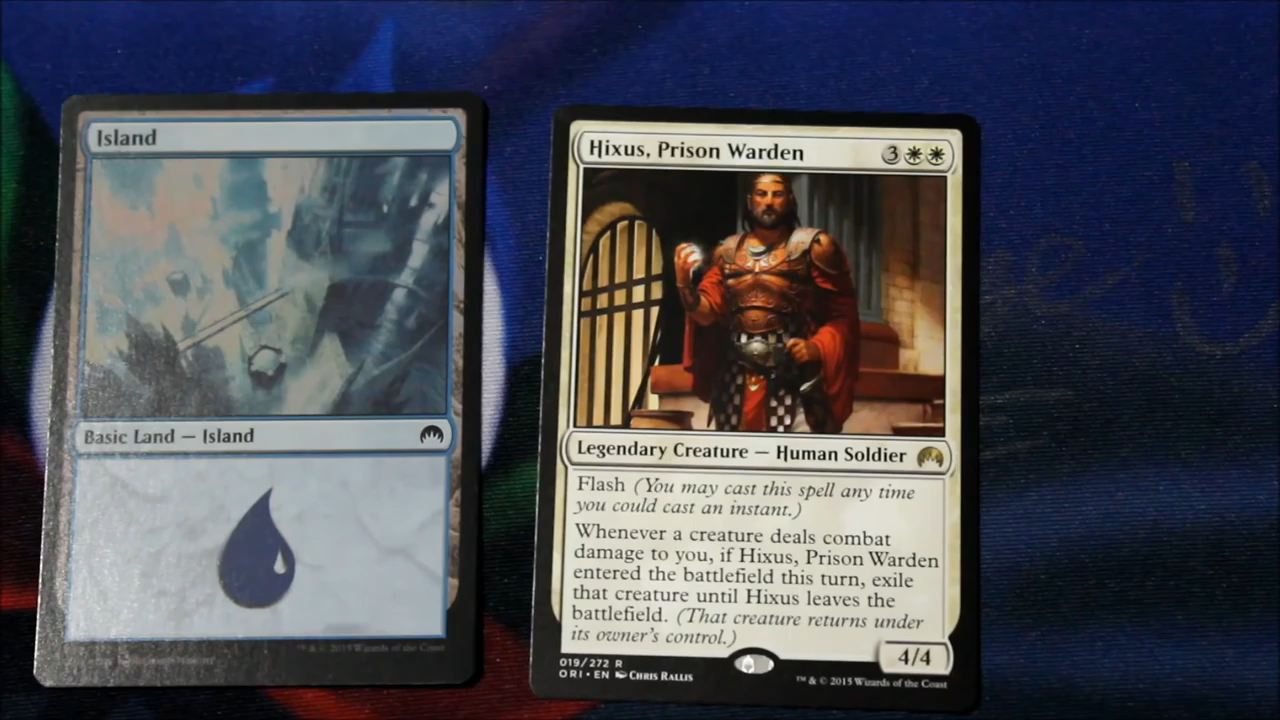 Island
Basic Land — Island
™ & © 2015 Wizards of the Coast
Hixus, Prison Warden
3
Legendary Creature — Human Soldier
Flash (You may cast this spell any time
you could cast an instant.)
Whenever a creature deals combat
damage to you, if Hixus, Prison Warden
entered the battlefield this turn, exile
that creature until Hixus leaves the
battlefield. (That creature returns under
its owner's control.)
4/4
019/272 R
ORI • EN Chris Rallis
™ & © 2015 Wizards of the Coast